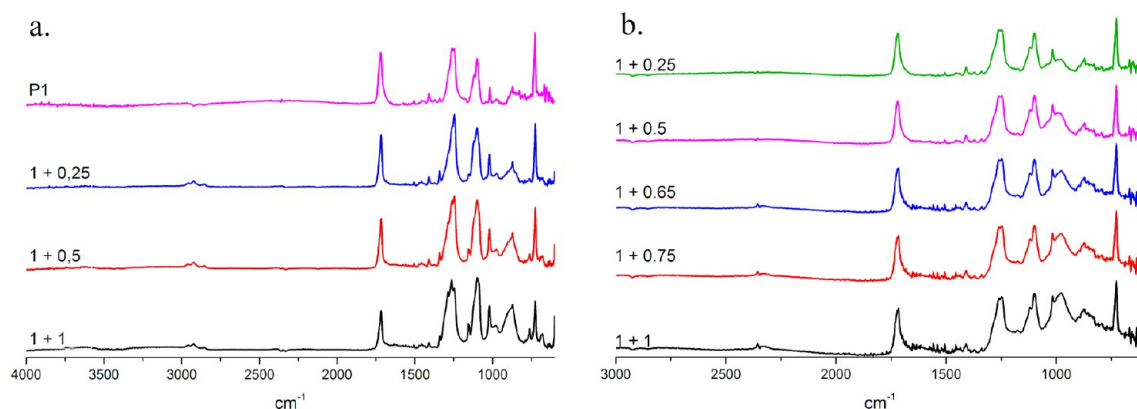 a.
P1
1 + 0,25
1 + 0,5
1 + 1
4000 3500 3000 2500 2000 1500 1000
cm-1
b.
1 + 0.25
1 + 0.5
1 + 0.65
1 + 0.75
1 + 1
3000 2500 2000 1500 1000
cm-1